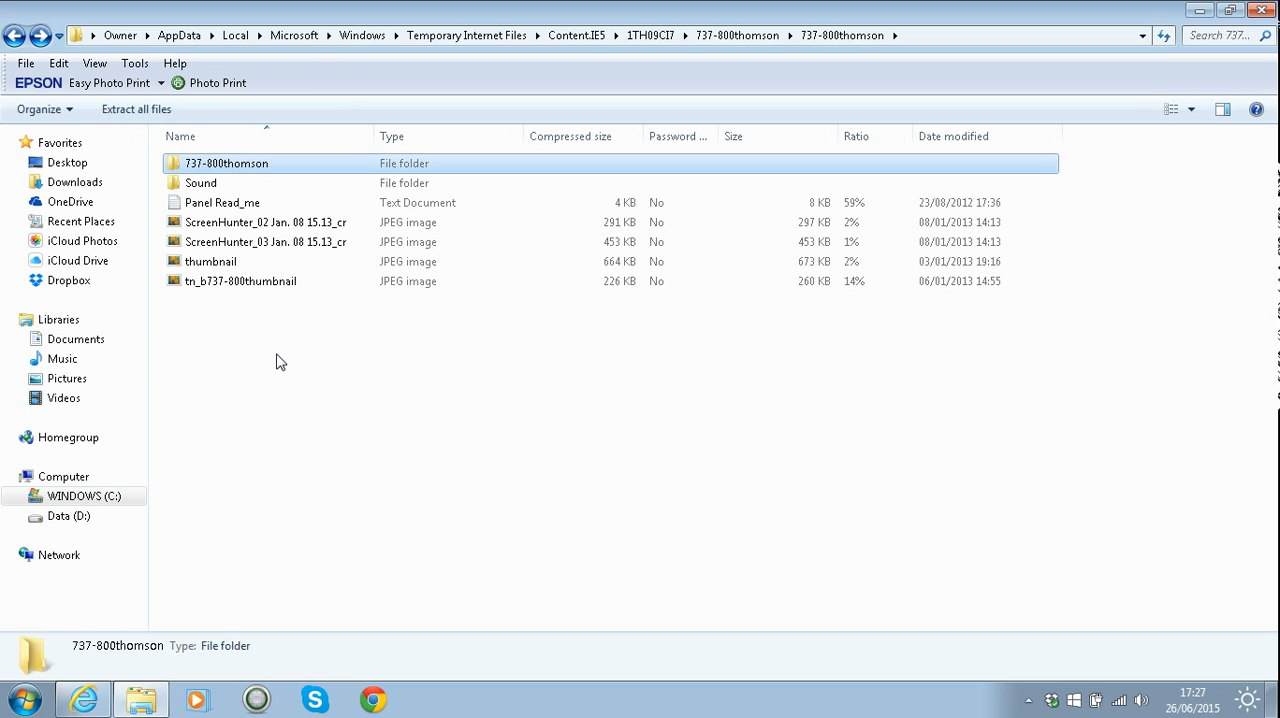 Owner AppData Local Microsoft Windows Temporary Internet Files Content.IE5 1TH09CI7 737-800thomson 737-800thomson Search 737...
File Edit View Tools Help
EPSON Easy Photo Print Photo Print
Organize Extract all files
Name Type Compressed size Password ... Size Ratio Date modified
Favorites
Desktop
Downloads
OneDrive
Recent Places
iCloud Photos
iCloud Drive
Dropbox
Libraries
Documents
Music
Pictures
Videos
Homegroup
Computer
WINDOWS (C:)
Data (D:)
Network
737-800thomson File folder
Sound File folder
Panel Read_me Text Document 4 KB No 8 KB 59% 23/08/2012 17:36
ScreenHunter_02 Jan. 08 15.13_cr JPEG image 291 KB No 297 KB 2% 08/01/2013 14:13
ScreenHunter_03 Jan. 08 15.13_cr JPEG image 453 KB No 453 KB 1% 08/01/2013 14:13
thumbnail JPEG image 664 KB No 673 KB 2% 03/01/2013 19:16
tn_b737-800thumbnail JPEG image 226 KB No 260 KB 14% 06/01/2013 14:55
737-800thomson Type: File folder
17:27
26/06/2015